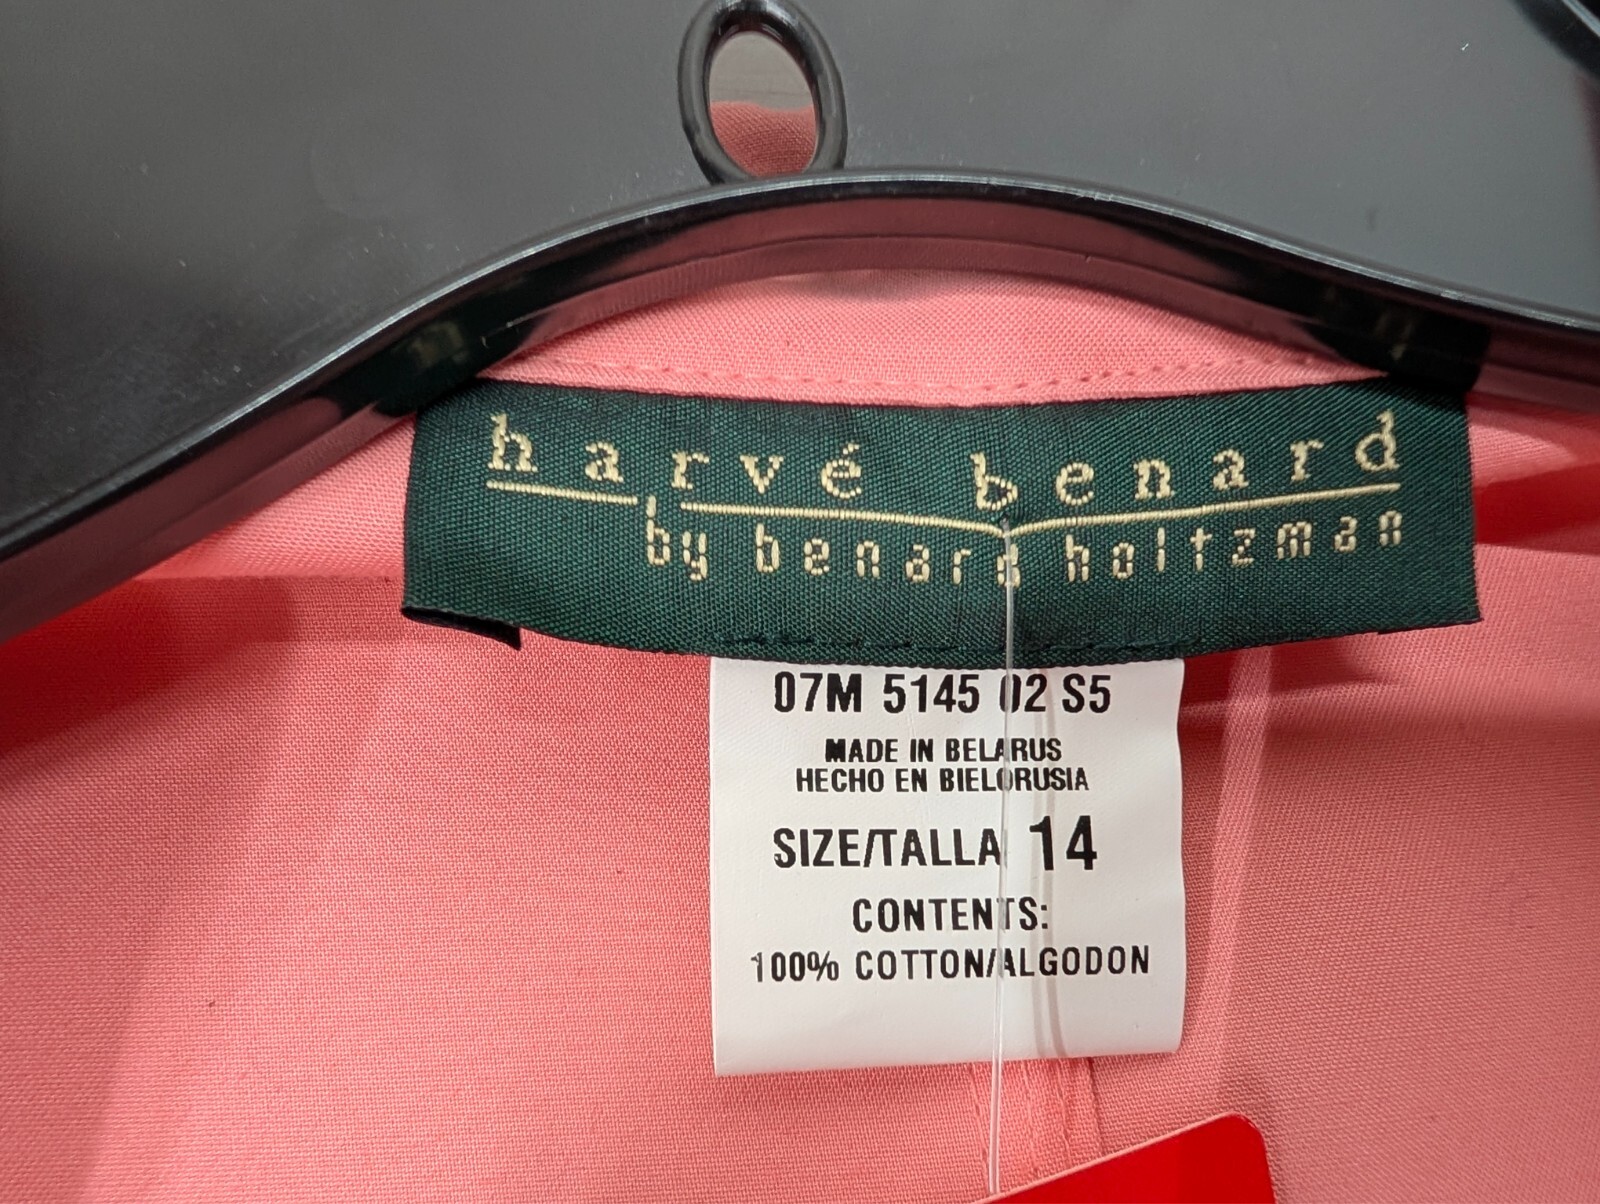 harvé benard
by benard holtzman
07M 5145 02 S5
MADE IN BELARUS
HECHO EN BIELORUSIA
SIZE/TALLA 14
CONTENTS:
100% COTTON/ALGODON